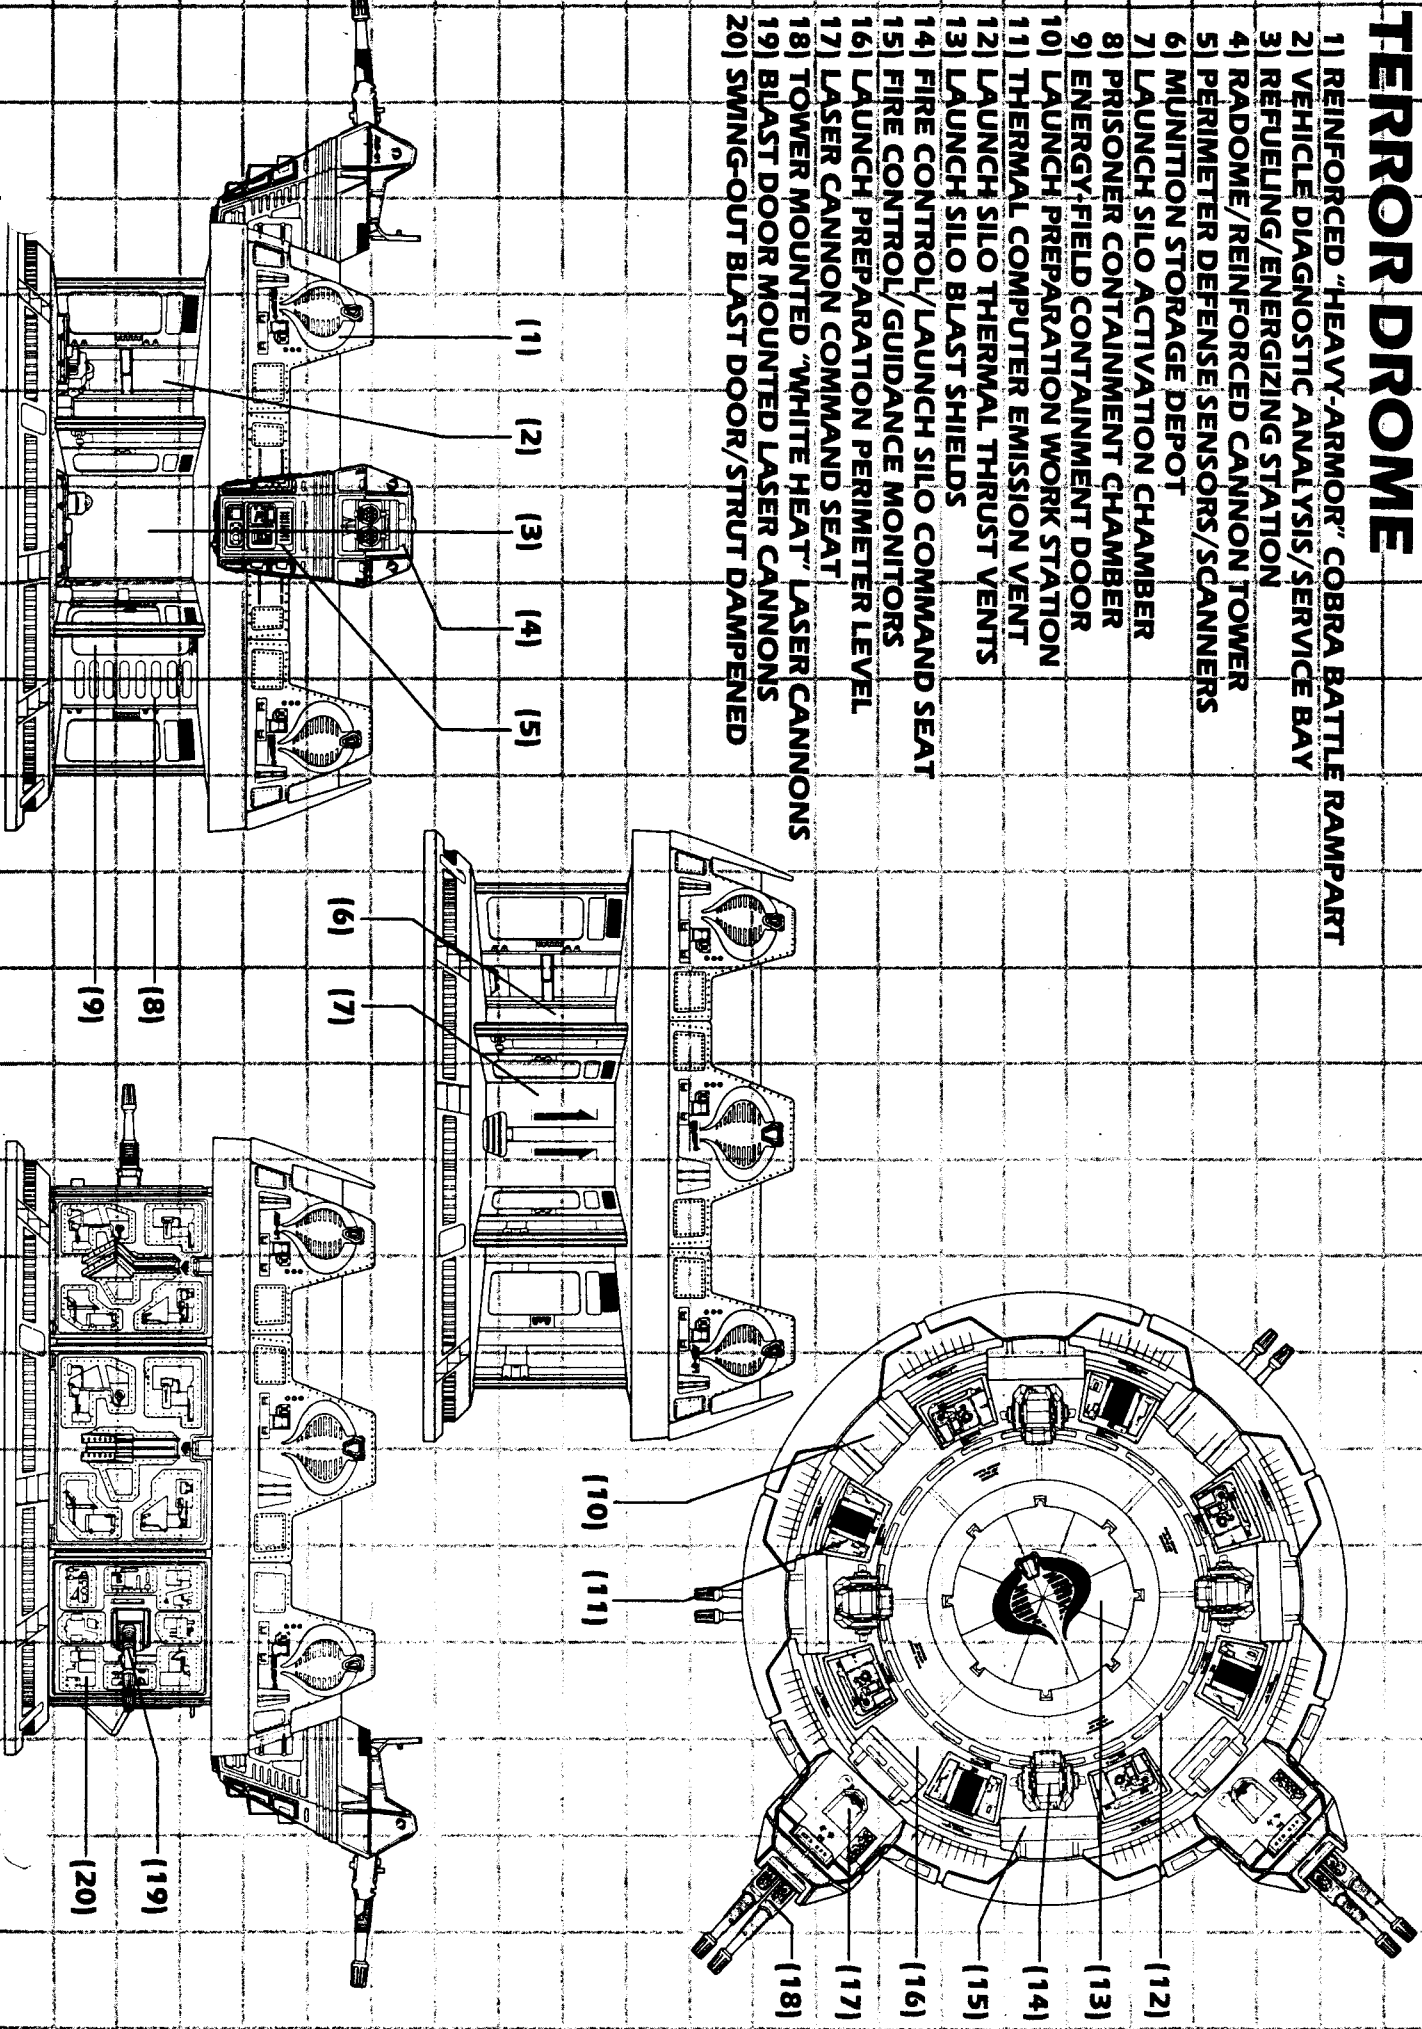 TERROR DROME
1) REINFORCED "HEAVY-ARMOR" COBRA BATTLE RAMPART
2) VEHICLE DIAGNOSTIC ANALYSIS/SERVICE BAY
3) REFUELING/ENERGIZING STATION
4) RADOME/REINFORCED CANNON TOWER
5) PERIMETER DEFENSE SENSORS/SCANNERS
6) MUNITION STORAGE DEPOT
7) LAUNCH SILO ACTIVATION CHAMBER
8) PRISONER CONTAINMENT CHAMBER
9) ENERGY-FIELD CONTAINMENT DOOR
10) LAUNCH PREPARATION WORK STATION
11) THERMAL COMPUTER EMISSION VENT
12) LAUNCH SILO THERMAL THRUST VENTS
13) LAUNCH SILO BLAST SHIELDS
14) FIRE CONTROL/LAUNCH SILO COMMAND SEAT
15) FIRE CONTROL/GUIDANCE MONITORS
16) LAUNCH PREPARATION PERIMETER LEVEL
17) LASER CANNON COMMAND SEAT
18) TOWER MOUNTED "WHITE HEAT" LASER CANNONS
19) BLAST DOOR MOUNTED LASER CANNONS
20) SWING-OUT BLAST DOOR/STRUT DAMPENED
(1)
(2)
(3)
(4)
(5)
(6)
(7)
(8)
(9)
(10)
(11)
(12)
(13)
(14)
(15)
(16)
(17)
(18)
(19)
(20)